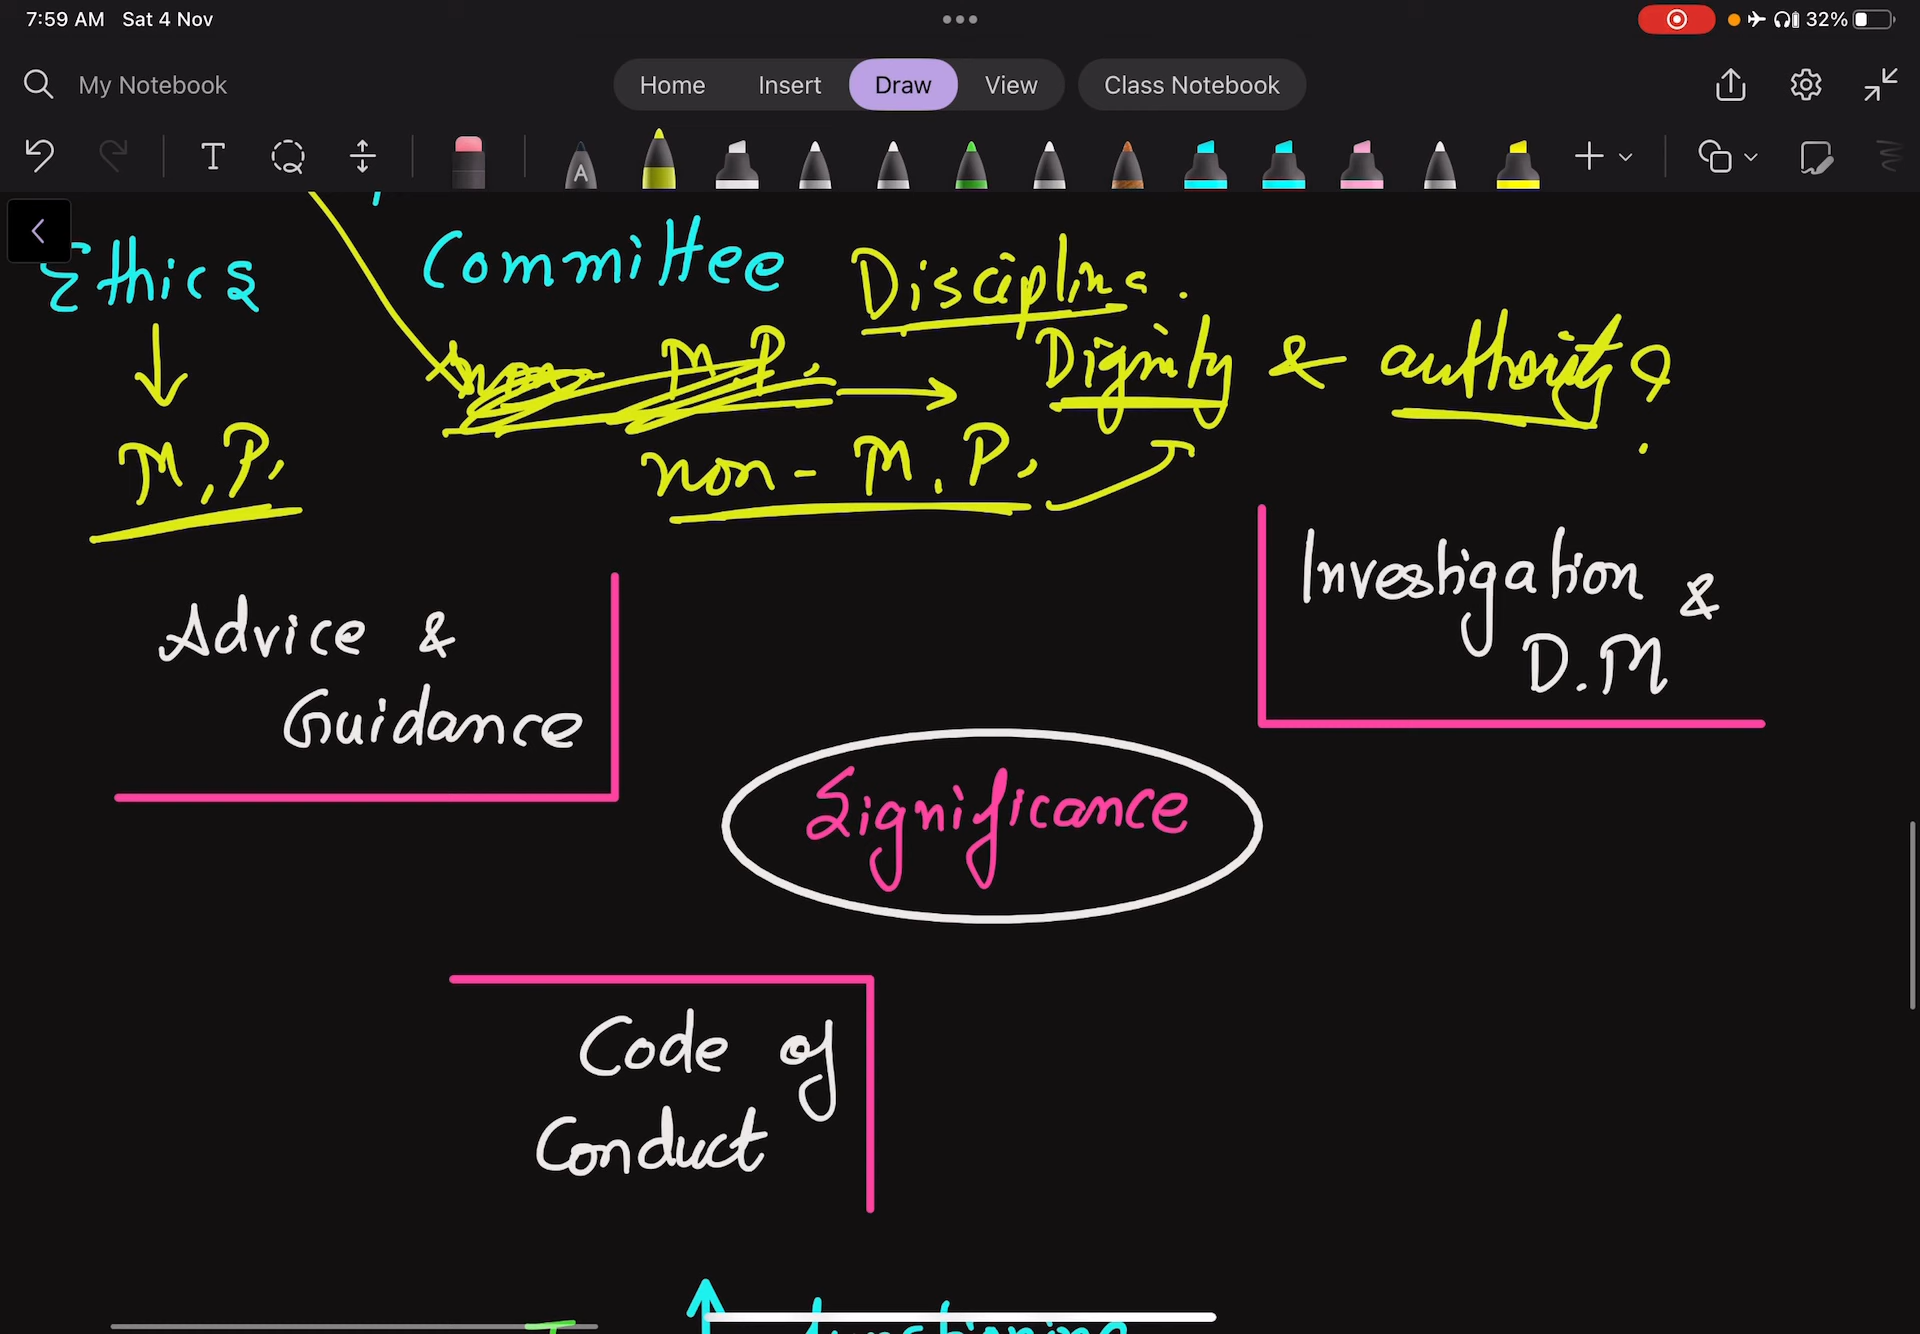 7:59 AM Sat 4 Nov
32%
My Notebook
Home Insert Draw View Class Notebook
T
A
Ethics
Committee
Discipline.
M.P.
Dignity & authority?
M.P.
non - M.P.
Advice &
Guidance
Investigation &
D.M
Significance
Code of
Conduct
functioning